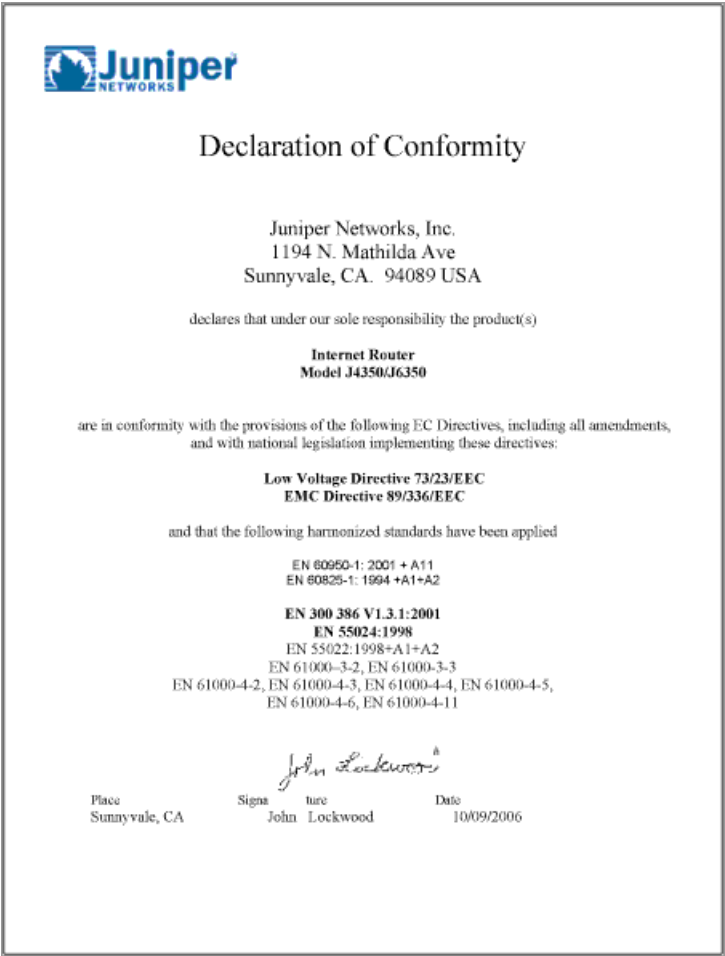 Juniper
NETWORKS
Declaration of Conformity
Juniper Networks, Inc.
1194 N. Mathilda Ave
Sunnyvale, CA. 94089 USA
declares that under our sole responsibility the product(s)
Internet Router
Model J4350/J6350
are in conformity with the provisions of the following EC Directives, including all amendments,
and with national legislation implementing these directives:
Low Voltage Directive 73/23/EEC
EMC Directive 89/336/EEC
and that the following harmonized standards have been applied
EN 60950-1: 2001 + A11
EN 60825-1: 1994 +A1+A2
EN 300 386 V1.3.1:2001
EN 55024:1998
EN 55022:1998+A1+A2
EN 61000–3-2, EN 61000-3-3
EN 61000-4-2, EN 61000-4-3, EN 61000-4-4, EN 61000-4-5,
EN 61000-4-6, EN 61000-4-11
John Lockwood
Place Signa ture Date
Sunnyvale, CA John Lockwood 10/09/2006